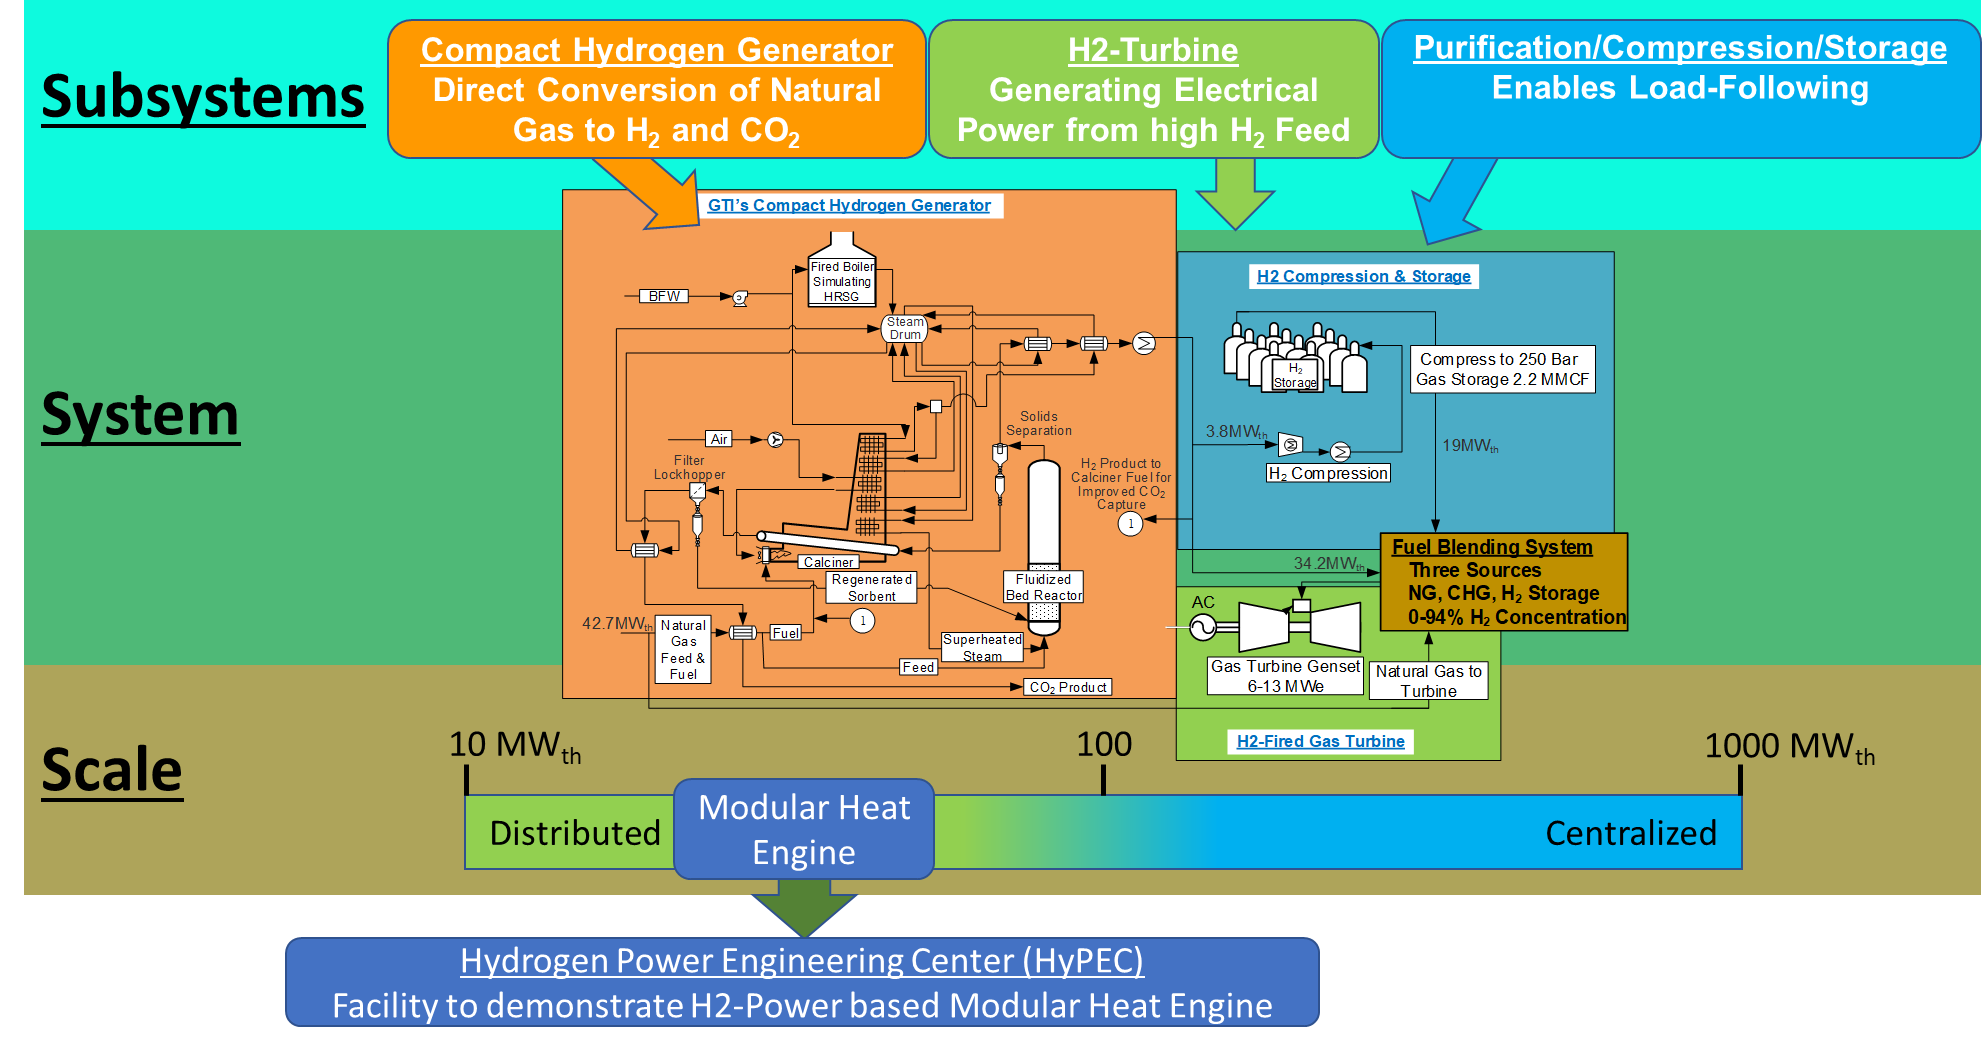 Subsystems
Compact Hydrogen Generator
Direct Conversion of Natural
Gas to H₂ and CO₂
H2-Turbine
Generating Electrical
Power from high H₂ Feed
Purification/Compression/Storage
Enables Load-Following
System
GTI's Compact Hydrogen Generator
Fired Boiler
Simulating
HRSG
BFW
Steam
Drum
Air
Filter
Lockhopper
Solids
Separation
H₂ Product to
Calciner Fuel for
Improved CO₂
Capture
1
Calciner
Regenerated
Sorbent
Fluidized
Bed Reactor
42.7MWth
Natural
Gas
Feed &
Fuel
Fuel
1
Superheated
Steam
Feed
CO₂ Product
H2 Compression & Storage
H₂
Storage
Compress to 250 Bar
Gas Storage 2.2 MMCF
3.8MWth
19MWth
H₂ Compression
34.2MWth
Fuel Blending System
Three Sources
NG, CHG, H₂ Storage
0-94% H₂ Concentration
AC
Gas Turbine Genset
6-13 MWe
Natural Gas to
Turbine
H2-Fired Gas Turbine
Scale
10 MWth
100
1000 MWth
Distributed
Modular Heat
Engine
Centralized
Hydrogen Power Engineering Center (HyPEC)
Facility to demonstrate H2-Power based Modular Heat Engine